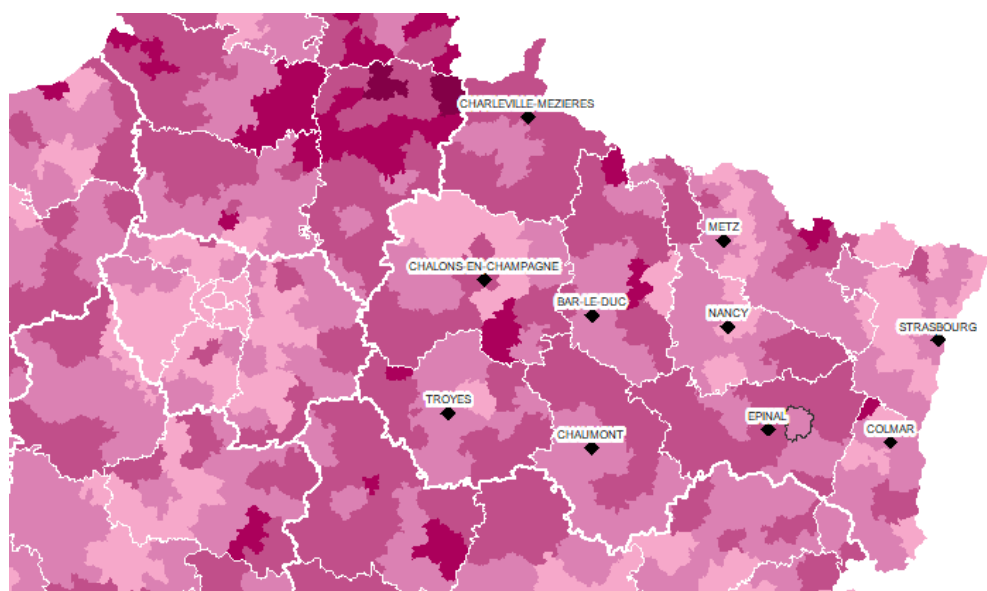 CHARLEVILLE-MEZIERES
METZ
CHALONS-EN-CHAMPAGNE
BAR-LE-DUC
NANCY
STRASBOURG
TROYES
EPINAL
CHAUMONT
COLMAR